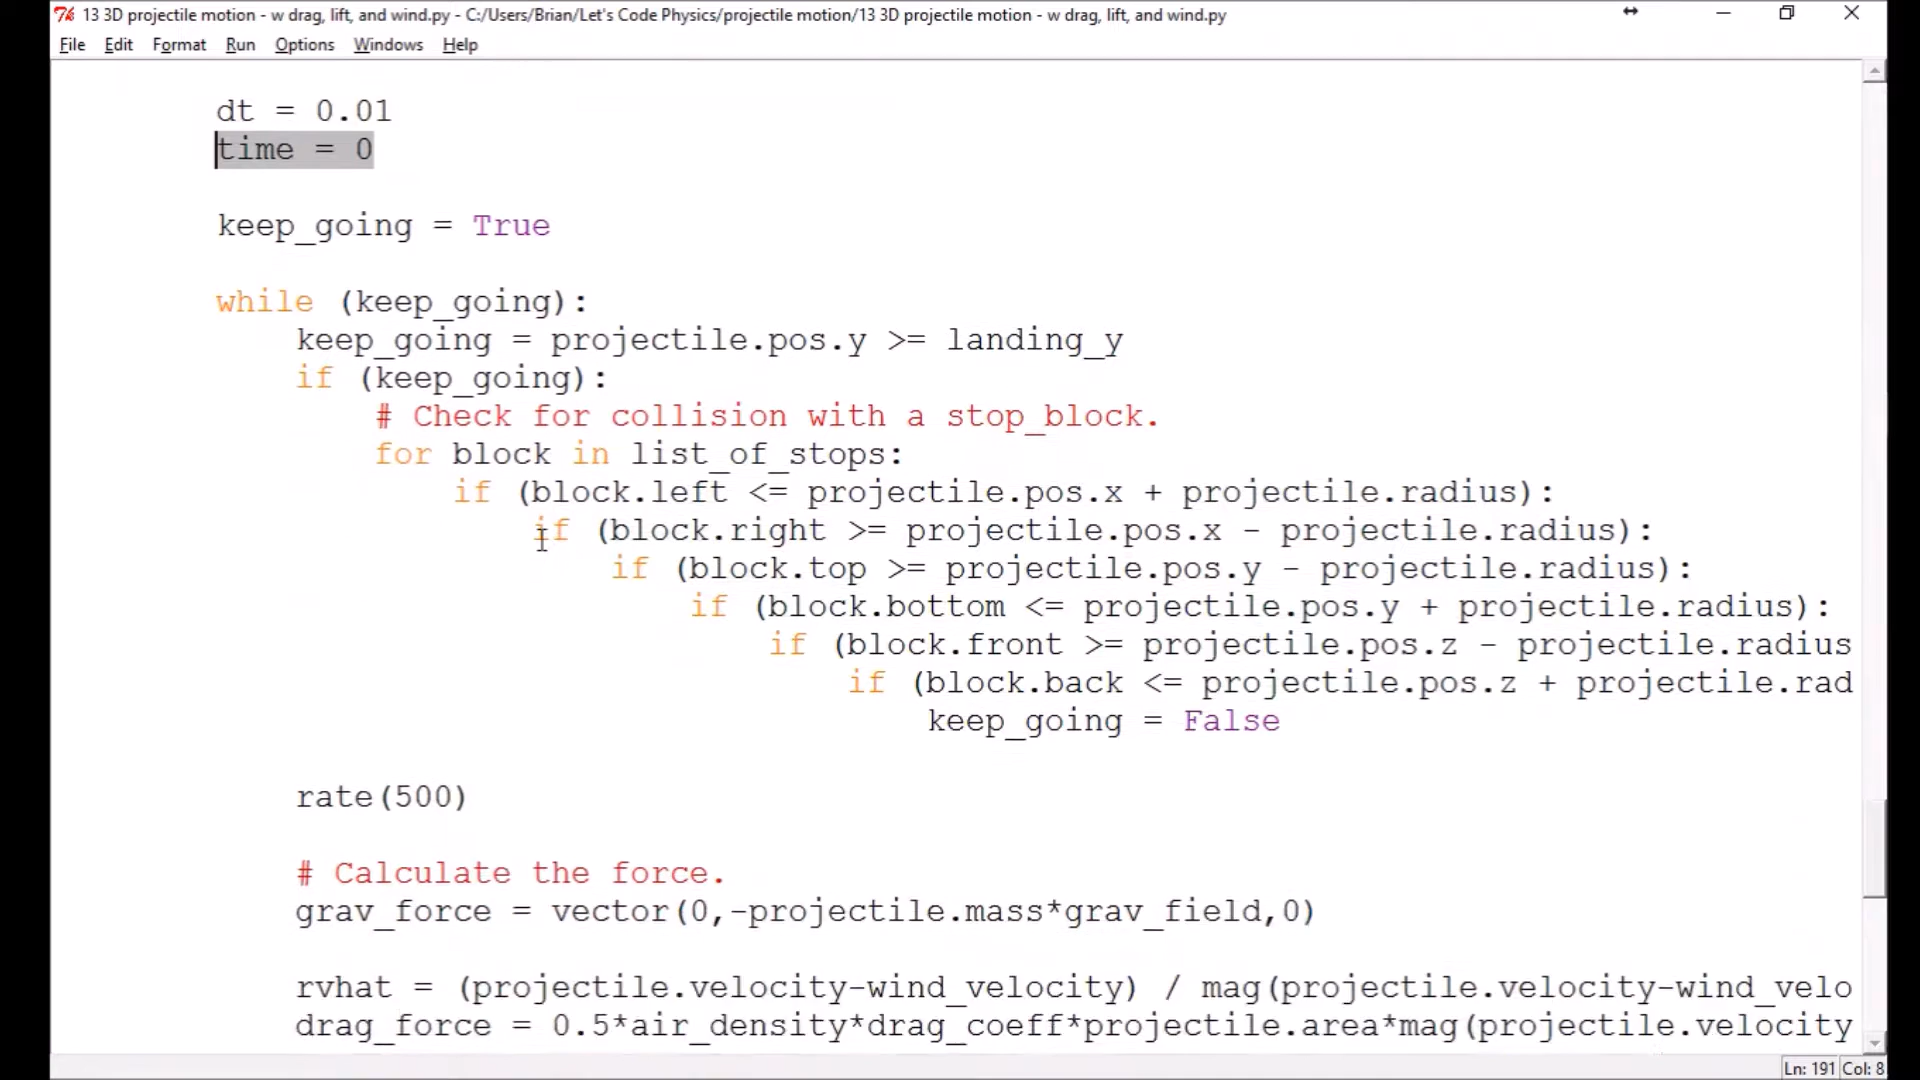 13 3D projectile motion - w drag, lift, and wind.py - C:/Users/Brian/Let's Code Physics/projectile motion/13 3D projectile motion - w drag, lift, and wind.py
File Edit Format Run Options Windows Help
dt = 0.01
time = 0
keep_going = True
while (keep_going):
keep_going = projectile.pos.y >= landing_y
if (keep_going):
# Check for collision with a stop_block.
for block in list_of_stops:
if (block.left <= projectile.pos.x + projectile.radius):
if (block.right >= projectile.pos.x - projectile.radius):
if (block.top >= projectile.pos.y - projectile.radius):
if (block.bottom <= projectile.pos.y + projectile.radius):
if (block.front >= projectile.pos.z - projectile.radius
if (block.back <= projectile.pos.z + projectile.rad
keep_going = False
rate(500)
# Calculate the force.
grav_force = vector(0,-projectile.mass*grav_field,0)
rvhat = (projectile.velocity-wind_velocity) / mag(projectile.velocity-wind_velo
drag_force = 0.5*air_density*drag_coeff*projectile.area*mag(projectile.velocity
Ln: 191 Col: 8